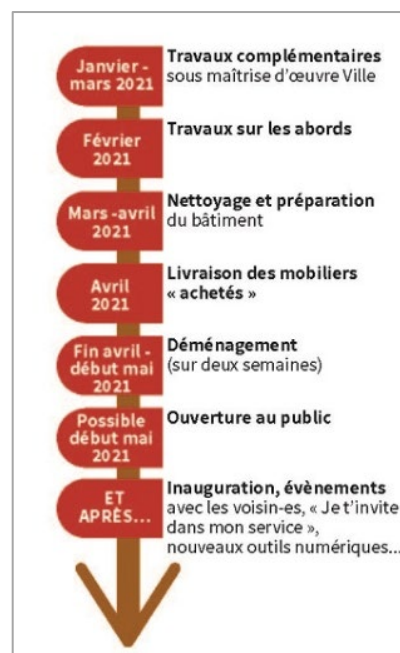 Janvier -
mars 2021
Travaux complémentaires
sous maîtrise d'œuvre Ville
Février
2021
Travaux sur les abords
Mars -avril
2021
Nettoyage et préparation
du bâtiment
Avril
2021
Livraison des mobiliers
« achetés »
Fin avril -
début mai
2021
Déménagement
(sur deux semaines)
Possible
début mai
2021
Ouverture au public
ET
APRÈS...
Inauguration, évènements
avec les voisin-es, « Je t'invite
dans mon service »,
nouveaux outils numériques...